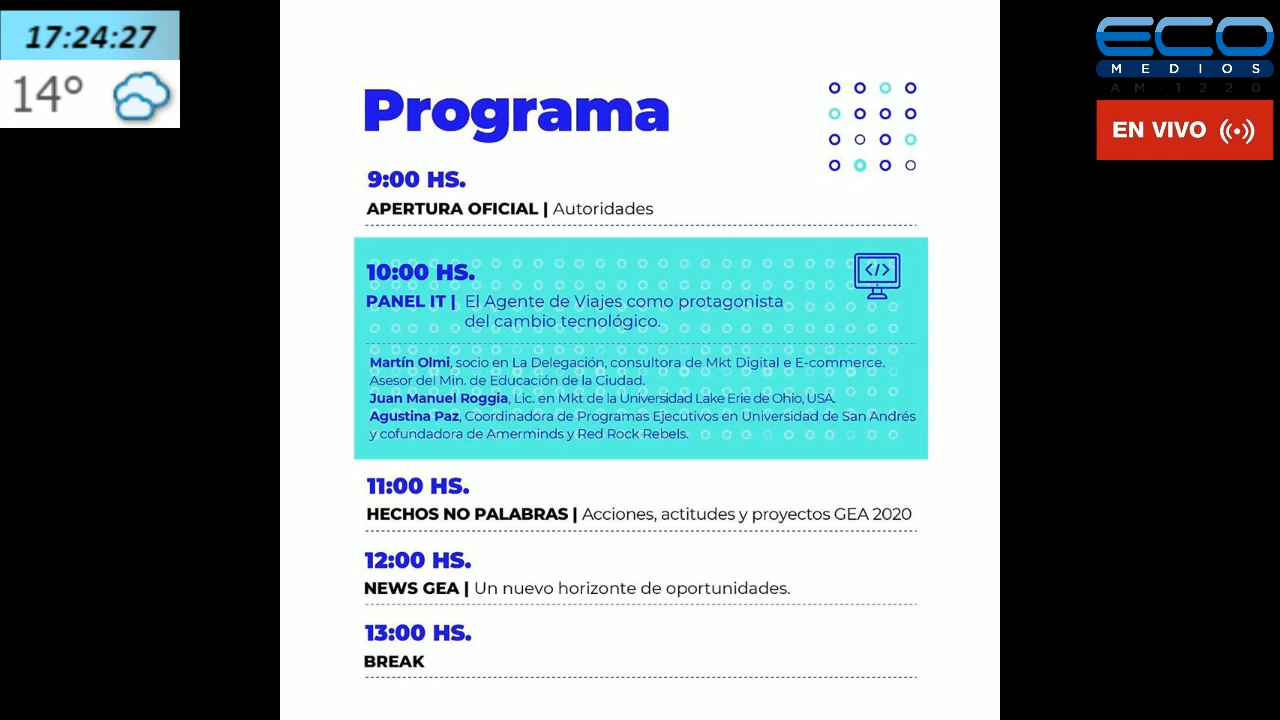 17:24:27
14°
ECO
MEDIOS
AM·1220
EN VIVO
Programa
9:00 HS.
APERTURA OFICIAL | Autoridades
10:00 HS.
</>
PANEL IT | El Agente de Viajes como protagonista
del cambio tecnológico.
Martín Olmi, socio en La Delegación, consultora de Mkt Digital e E-commerce.
Asesor del Min. de Educación de la Ciudad.
Juan Manuel Roggia, Lic. en Mkt de la Universidad Lake Erie de Ohio, USA.
Agustina Paz, Coordinadora de Programas Ejecutivos en Universidad de San Andrés
y cofundadora de Amerminds y Red Rock Rebels.
11:00 HS.
HECHOS NO PALABRAS | Acciones, actitudes y proyectos GEA 2020
12:00 HS.
NEWS GEA | Un nuevo horizonte de oportunidades.
13:00 HS.
BREAK